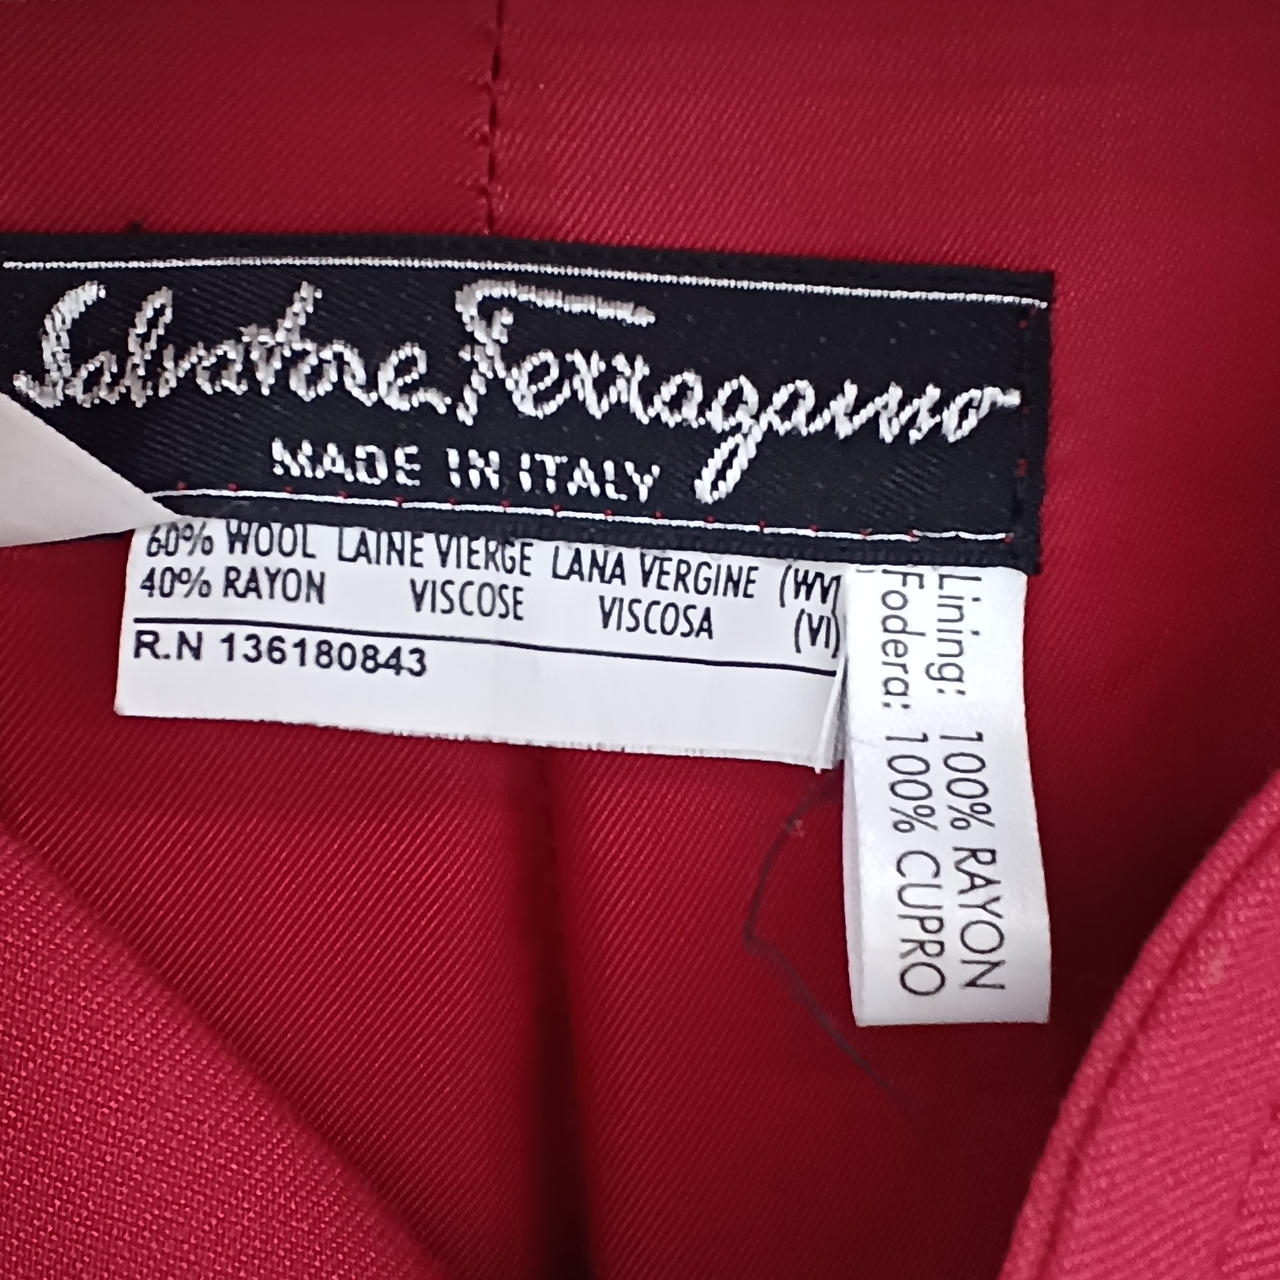 Salvatore Ferragamo
MADE IN ITALY
60% WOOL LAINE VIERGE LANA VERGINE (WV)
40% RAYON VISCOSE VISCOSA (VI)
R.N 136180843
Lining: 100% RAYON
Fodera: 100% CUPRO